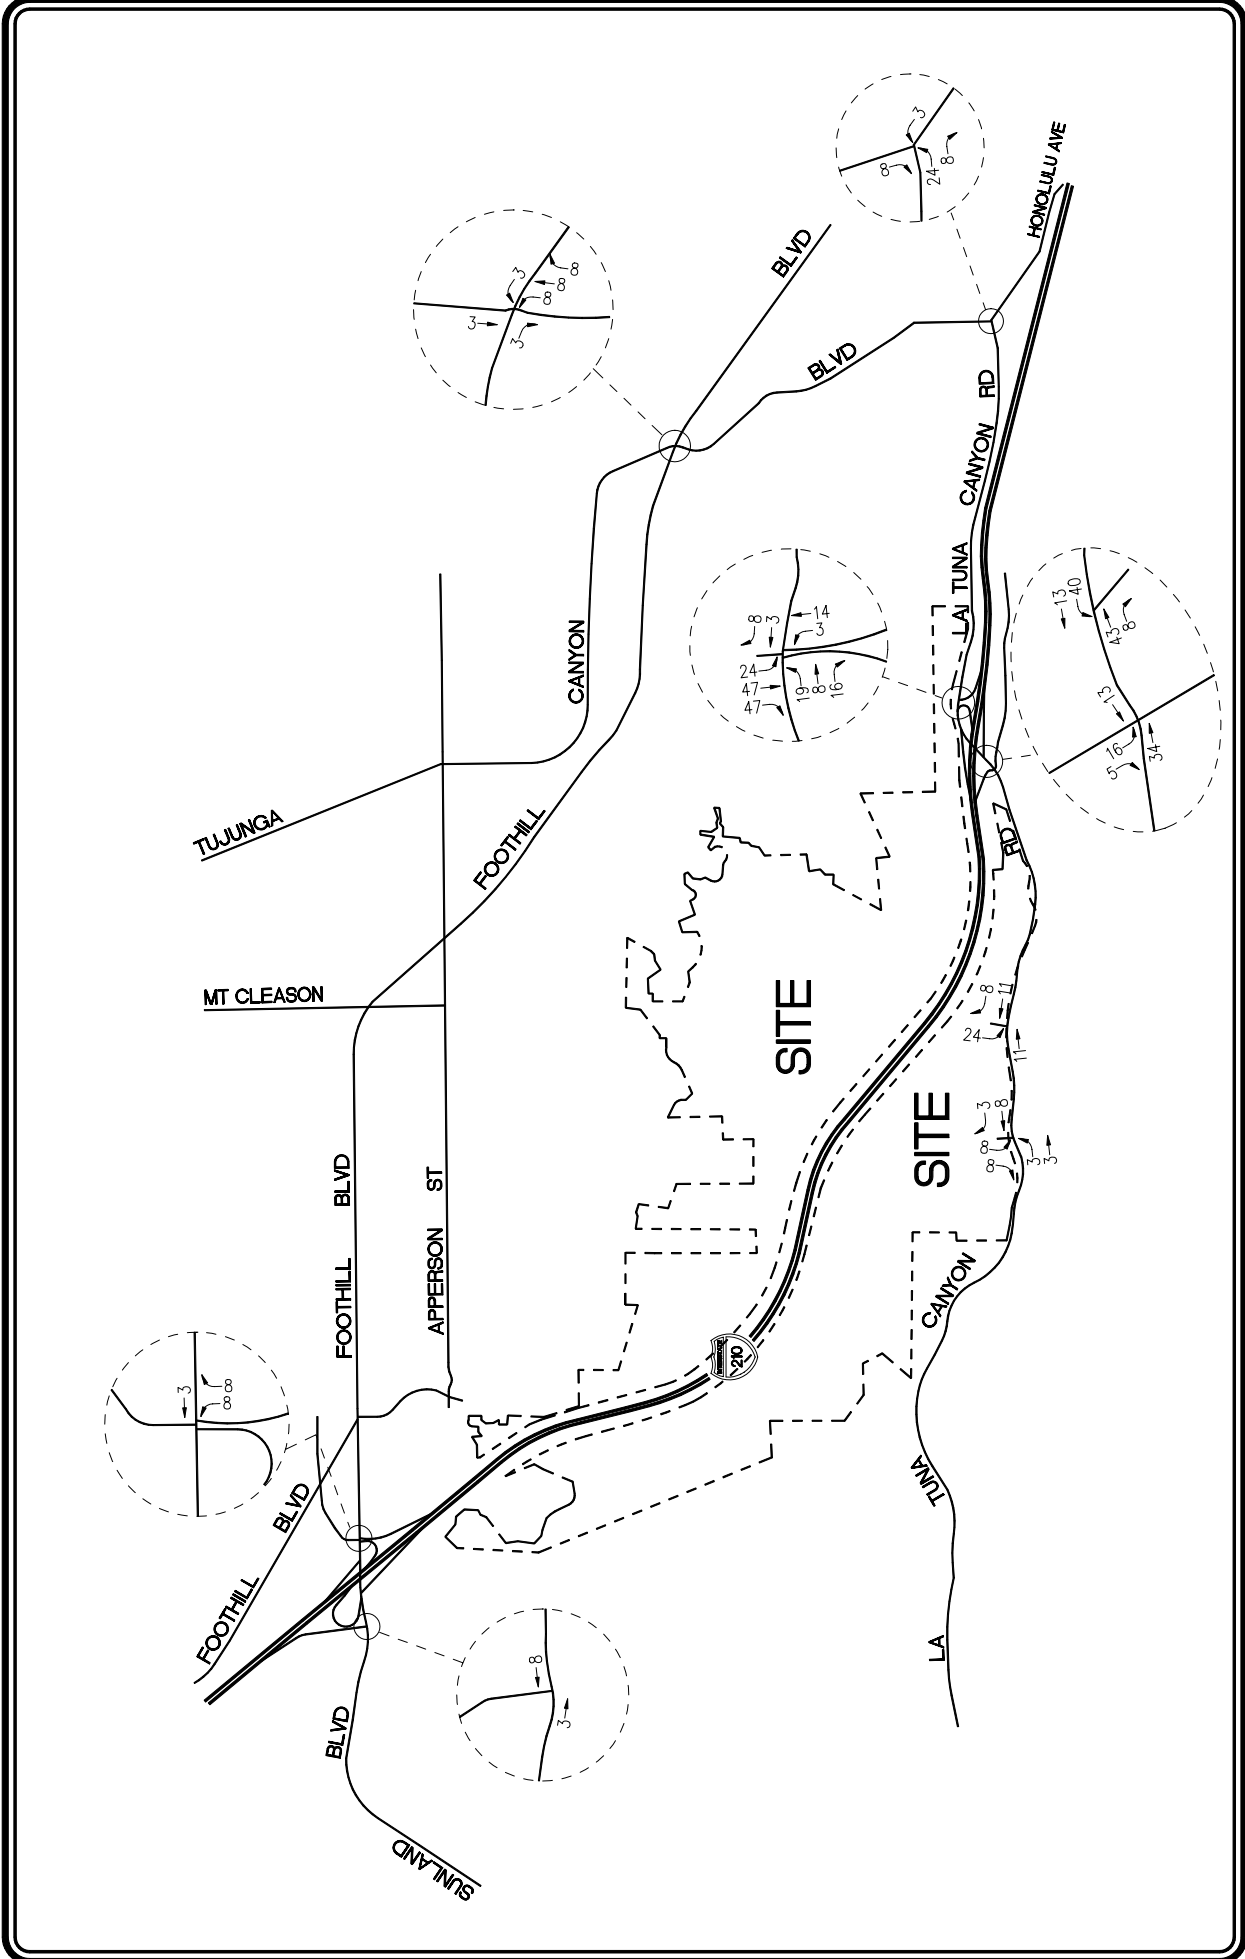 3
8
24
8
HONOLULU AVE
3
8
8
8
3
3
BLVD
BLVD
RD
CANYON
TUNA
LA
8
3
14
3
24
47
47
19
8
16
13
40
43
8
13
16
5
34
CANYON
TUJUNGA
FOOTHILL
MT CLEASON
RD
SITE
8
11
24
11
SITE
3
8
8
8
3
3
BLVD
ST
FOOTHILL
APPERSON
CANYON
210
3
8
8
BLVD
TUNA
FOOTHILL
LA
8
3
BLVD
SUNLAND